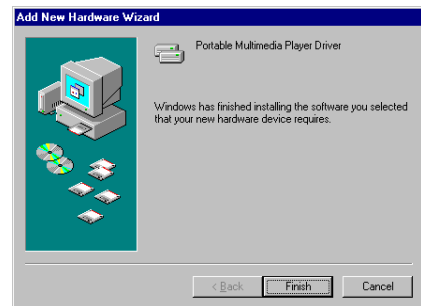 Add New Hardware Wizard
Portable Multimedia Player Driver
Windows has finished installing the software you selected
that your new hardware device requires.
< Back
Finish
Cancel